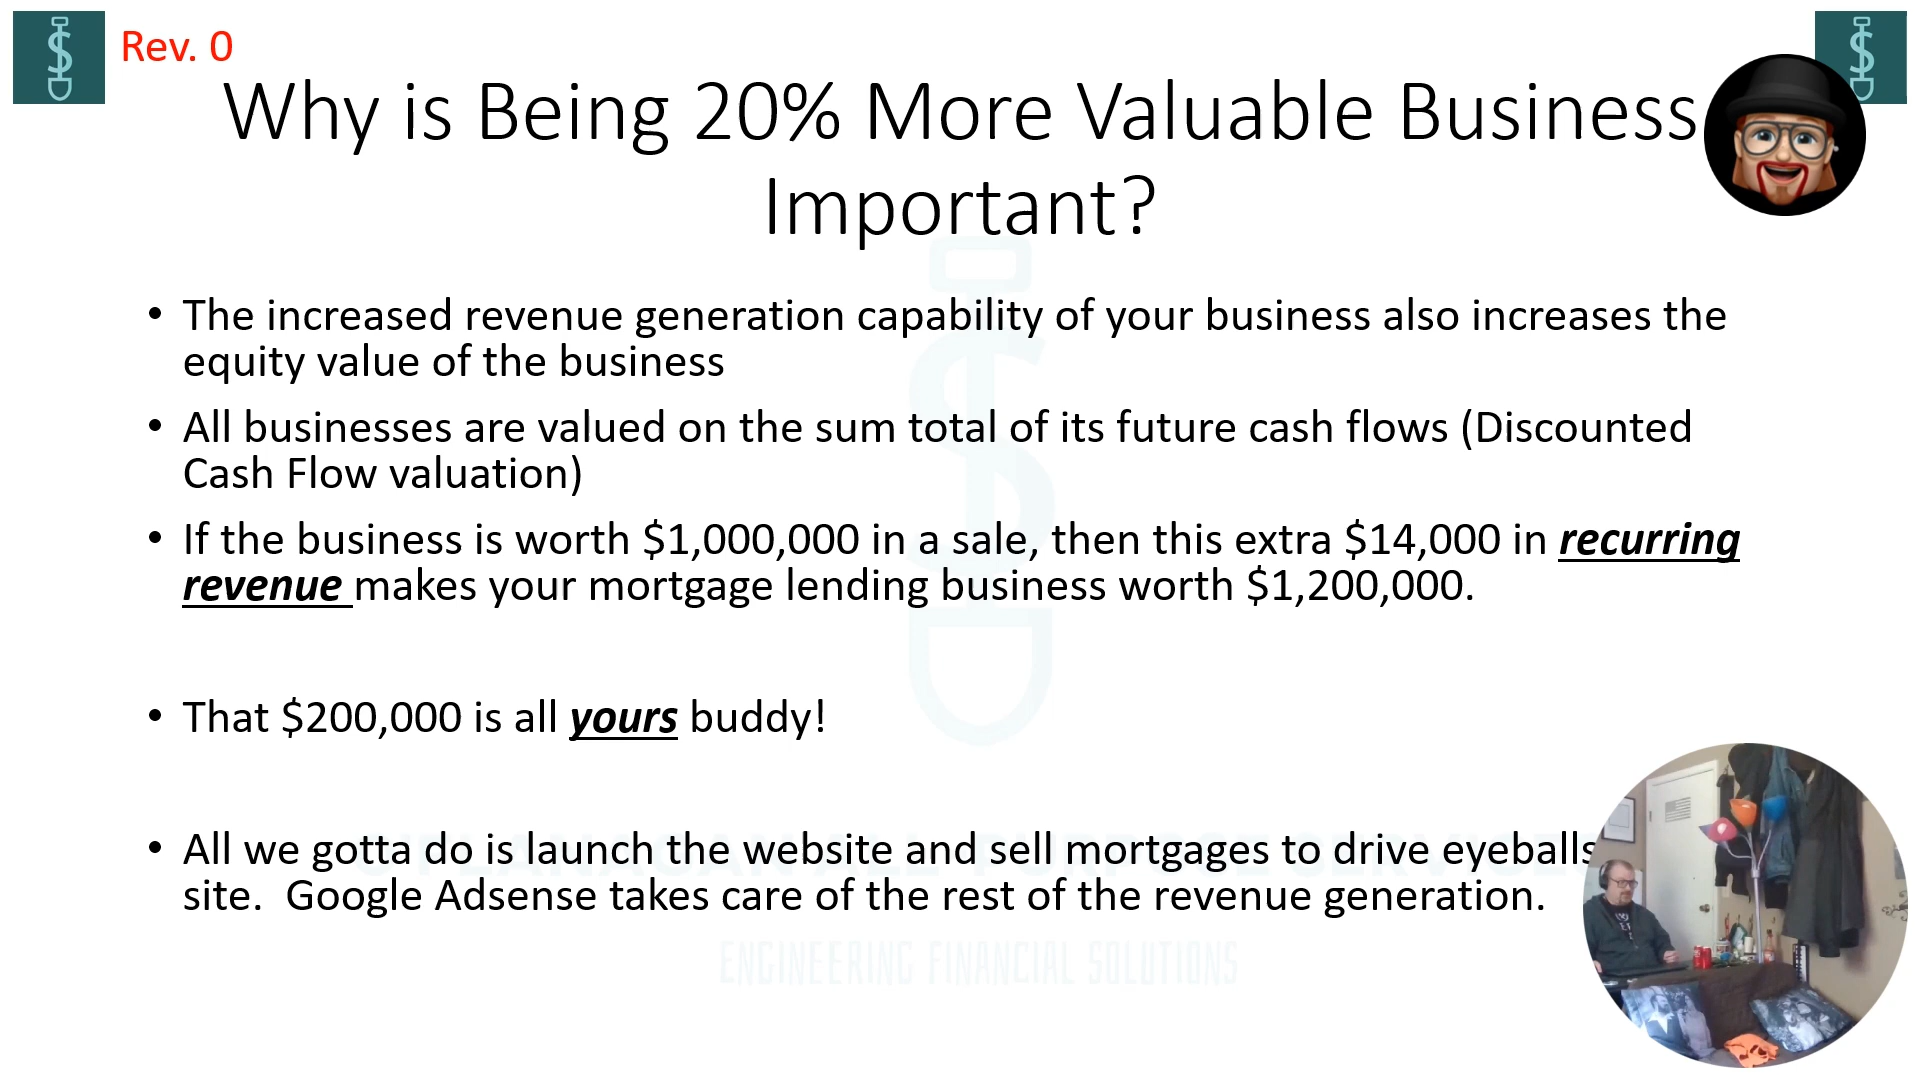 Rev. 0
Why is Being 20% More Valuable Business
Important?
• The increased revenue generation capability of your business also increases the
equity value of the business
• All businesses are valued on the sum total of its future cash flows (Discounted
Cash Flow valuation)
• If the business is worth $1,000,000 in a sale, then this extra $14,000 in recurring
revenue makes your mortgage lending business worth $1,200,000.
• That $200,000 is all yours buddy!
• All we gotta do is launch the website and sell mortgages to drive eyeballs
site.  Google Adsense takes care of the rest of the revenue generation.
ENGINEERING FINANCIAL SOLUTIONS